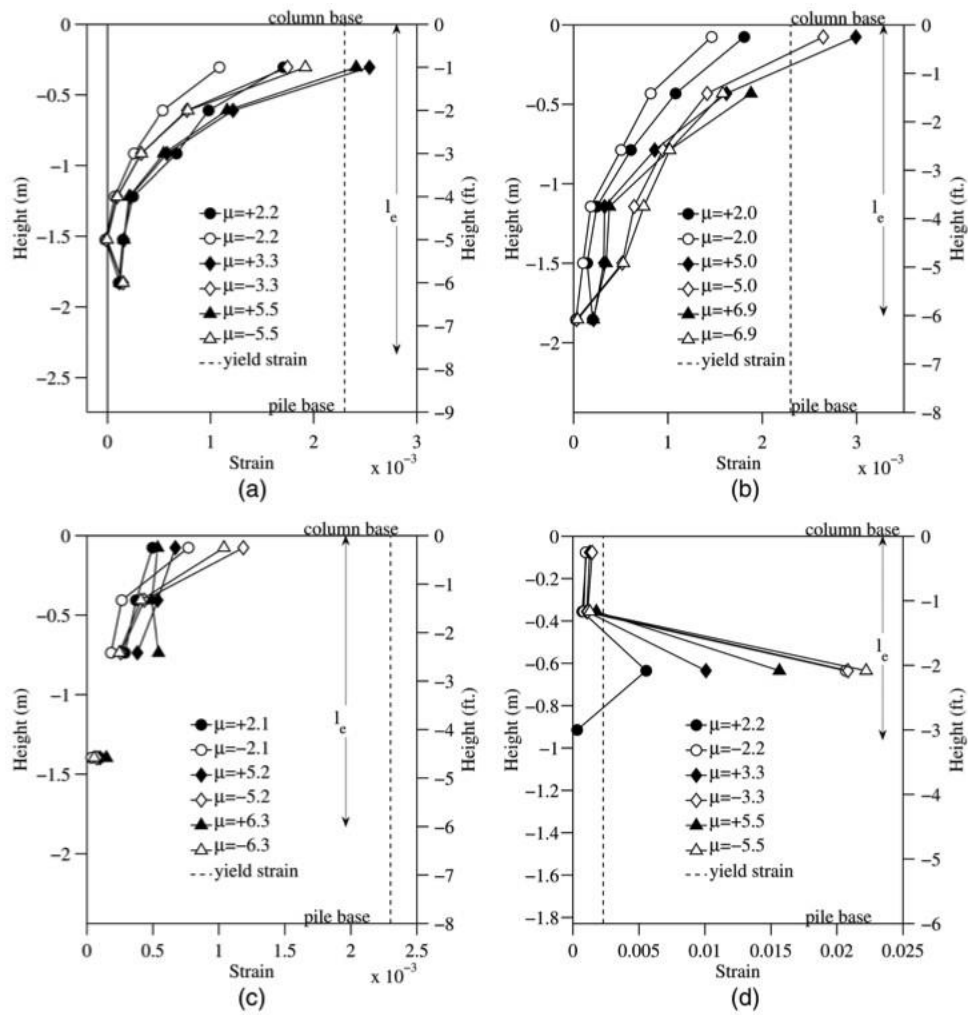 column base
0
0
−0.5
−1
−1
−2
−1.5
−3
−2
−4
−2.5
−5
−6
−7
−8
−9
Height (m)
Height (ft.)
l_e
μ=+2.2
μ=−2.2
μ=+3.3
μ=−3.3
μ=+5.5
μ=−5.5
yield strain
pile base
0 1 2 3
Strain
x 10⁻³
(a)
column base
0
0
−0.5
−1
−1
−2
−1.5
−3
−2
−4
−5
−6
−7
−8
Height (m)
Height (ft.)
l_e
μ=+2.0
μ=−2.0
μ=+5.0
μ=−5.0
μ=+6.9
μ=−6.9
yield strain
pile base
0 1 2 3
Strain
x 10⁻³
(b)
column base
0
0
−0.5
−1
−1
−2
−1.5
−3
−2
−4
−5
−6
−7
−8
Height (m)
Height (ft.)
l_e
μ=+2.1
μ=−2.1
μ=+5.2
μ=−5.2
μ=+6.3
μ=−6.3
yield strain
pile base
0 0.5 1 1.5 2 2.5
Strain
x 10⁻³
(c)
column base
0
0
−0.2
−1
−0.4
−2
−0.6
−3
−0.8
−4
−1
−5
−1.2
−6
−1.4
−1.6
−1.8
Height (m)
Height (ft.)
l_e
μ=+2.2
μ=−2.2
μ=+3.3
μ=−3.3
μ=+5.5
μ=−5.5
yield strain
pile base
0 0.005 0.01 0.015 0.02 0.025
Strain
(d)